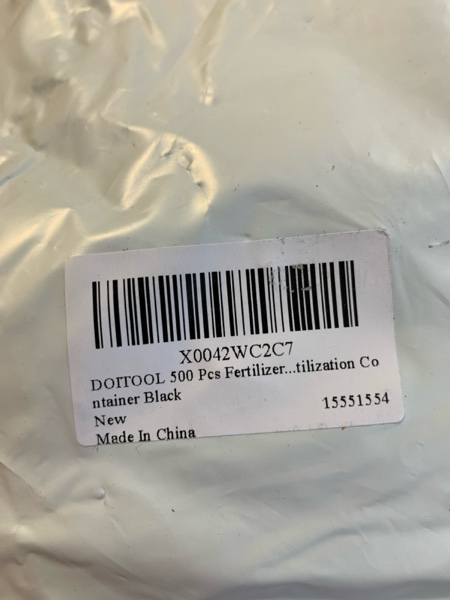 X0042WC2C7
DOITOOL 500 Pcs Fertilizer...tilization Co
ntainer Black
New
15551554
Made In China